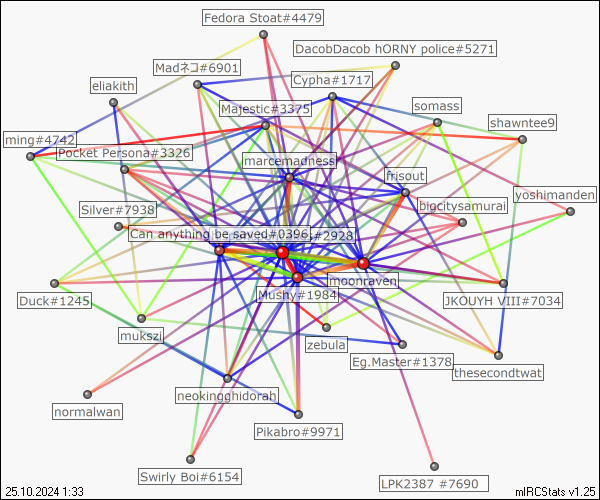 Fedora Stoat#4479
DacobDacob hORNY police#5271
Madネコ#6901
Cypha#1717
eliakith
Majestic#3375
somass
shawntee9
ming#4742
Pocket Persona#3326
marcemadness
frisout
yoshimanden
Silver#7938
bigcitysamurai
Can anything be saved#0396
#2928
moonraven
Duck#1245
Mushy#1984
JKOUYH VIII#7034
mukszi
zebula
Eg.Master#1378
thesecondtwat
neokingghidorah
normalwan
Pikabro#9971
Swirly Boi#6154
LPK2387 #7690
25.10.2024 1:33
mIRCStats v1.25